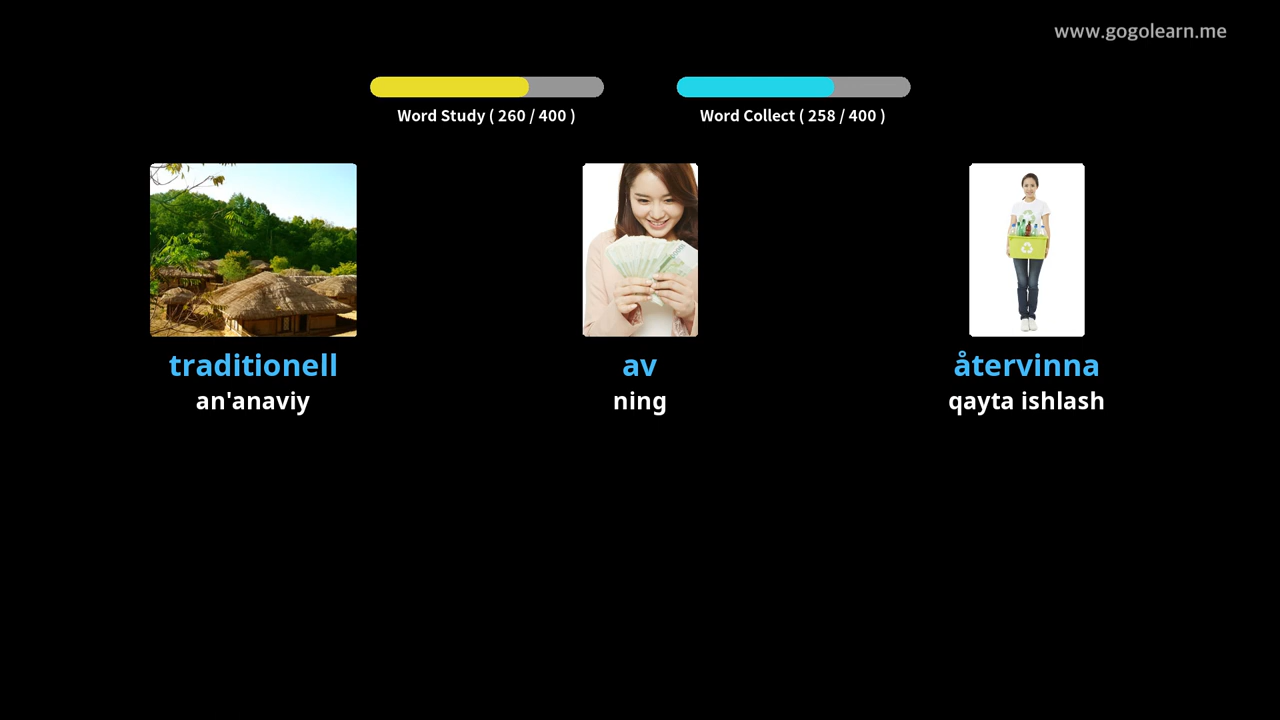 www.gogolearn.me
Word Study ( 260 / 400 )
Word Collect ( 258 / 400 )
traditionell
an'anaviy
av
ning
återvinna
qayta ishlash